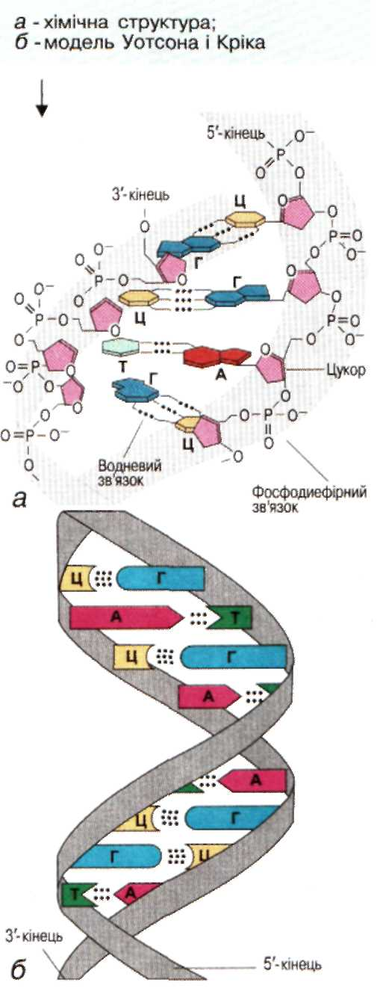 а - хімічна структура;
б - модель Уотсона і Кріка
5′-кінець
O⁻
P
O
O
3′-кінець
Ц
O
O
O
Г
O
P=O
O⁻
O⁻
O
P
O
O
O
O⁻
O
P
O
Ц
Г
O
O
P=O
O⁻
O
O
O=P
⁻O
O
O
T
A
O
O
Цукор
Г
O=P
O⁻
O
O
Ц
O
P
O⁻
O
O
O
Водневий
зв'язок
Фосфодиефірний
зв'язок
а
Ц
Г
А
Т
Ц
Г
А
А
Ц
Г
Г
Ц
Т
А
3′-кінець
5′-кінець
б